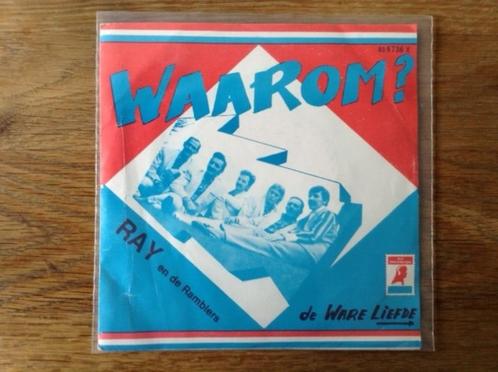 WAAROM?
RAY
en de Ramblers
de WARE LIEFDE